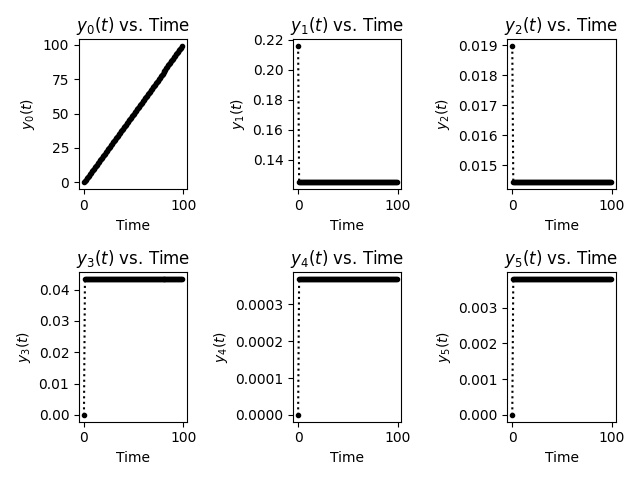 y₀(t) vs. Time
100
75
50
25
0
y₀(t)
0 100
Time
y₁(t) vs. Time
0.22
0.20
0.18
0.16
0.14
y₁(t)
0 100
Time
y₂(t) vs. Time
0.019
0.018
0.017
0.016
0.015
y₂(t)
0 100
Time
y₃(t) vs. Time
0.04
0.03
0.02
0.01
0.00
y₃(t)
0 100
Time
y₄(t) vs. Time
0.0003
0.0002
0.0001
0.0000
y₄(t)
0 100
Time
y₅(t) vs. Time
0.003
0.002
0.001
0.000
y₅(t)
0 100
Time